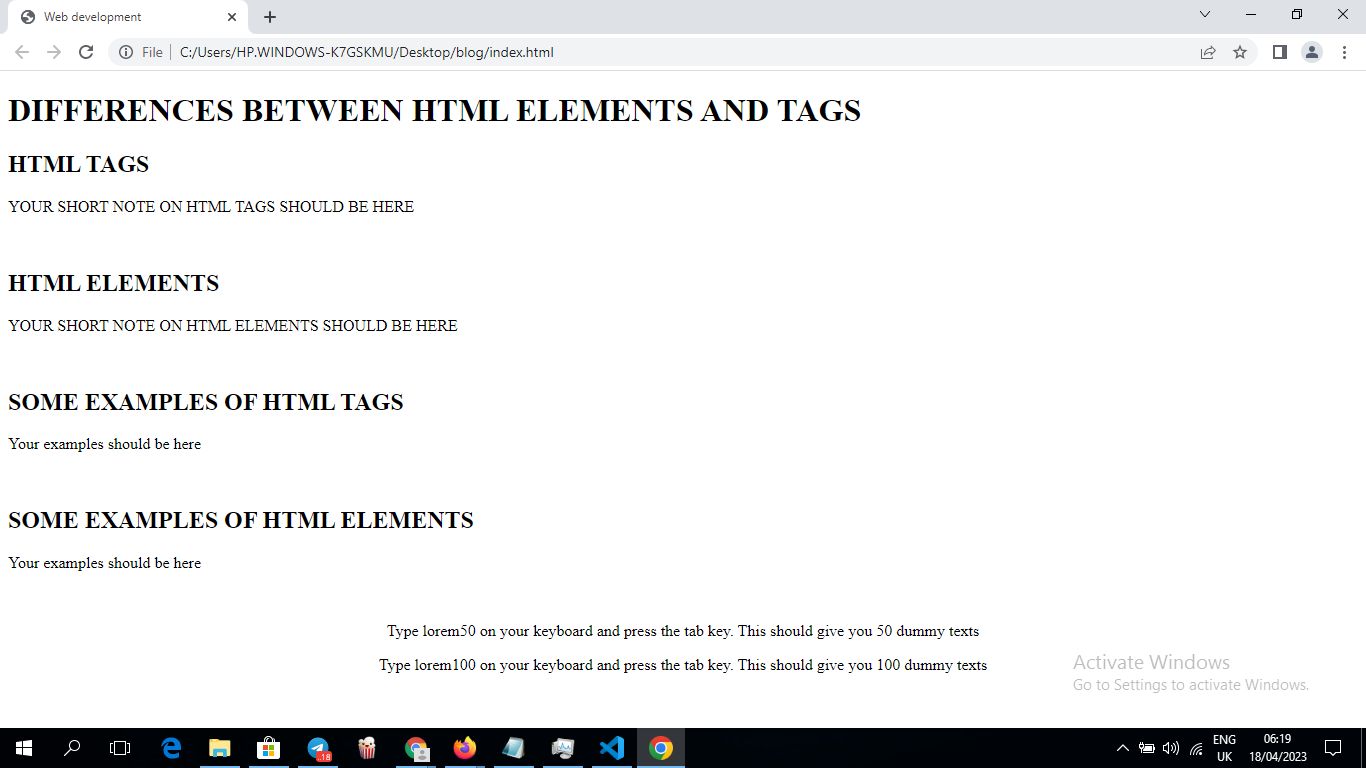 Web development
File
C:/Users/HP.WINDOWS-K7GSKMU/Desktop/blog/index.html
DIFFERENCES BETWEEN HTML ELEMENTS AND TAGS
HTML TAGS
YOUR SHORT NOTE ON HTML TAGS SHOULD BE HERE
HTML ELEMENTS
YOUR SHORT NOTE ON HTML ELEMENTS SHOULD BE HERE
SOME EXAMPLES OF HTML TAGS
Your examples should be here
SOME EXAMPLES OF HTML ELEMENTS
Your examples should be here
Type lorem50 on your keyboard and press the tab key. This should give you 50 dummy texts
Type lorem100 on your keyboard and press the tab key. This should give you 100 dummy texts
Activate Windows
Go to Settings to activate Windows.
18
ENG 06:19
UK 18/04/2023